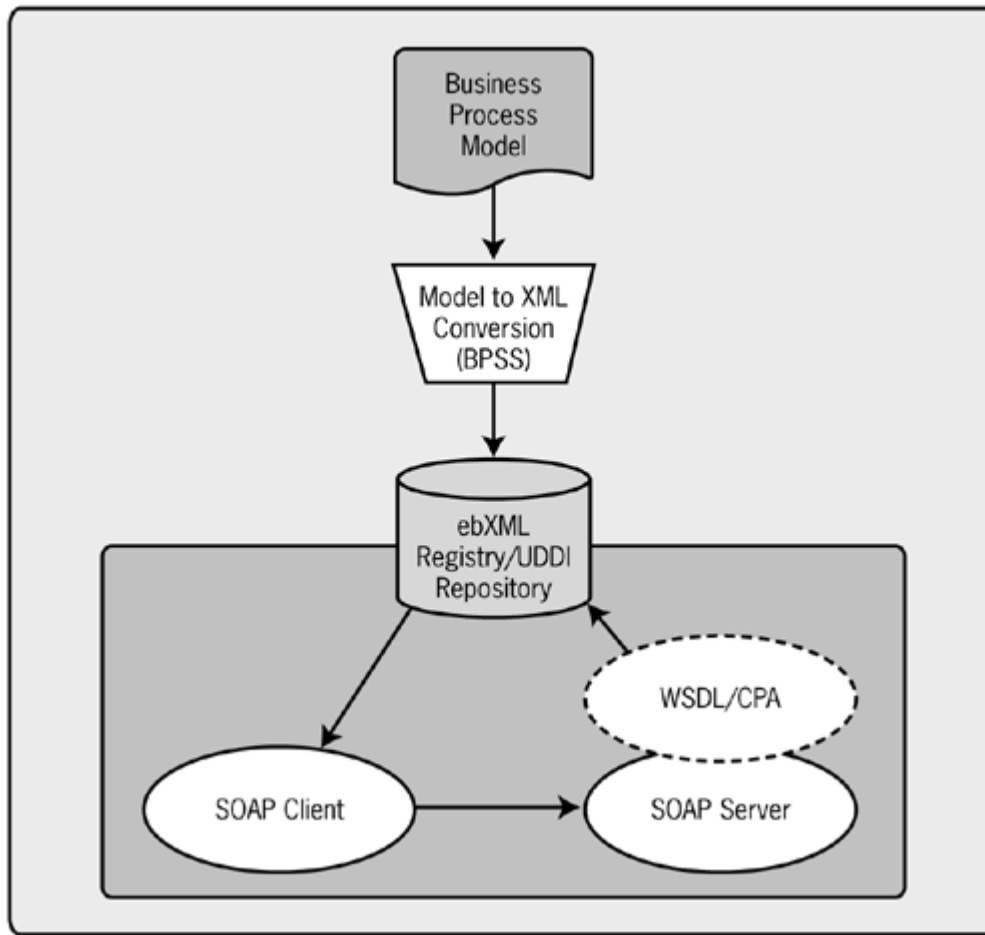 Business
Process
Model
Model to XML
Conversion
(BPSS)
ebXML
Registry/UDDI
Repository
WSDL/CPA
SOAP Client
SOAP Server